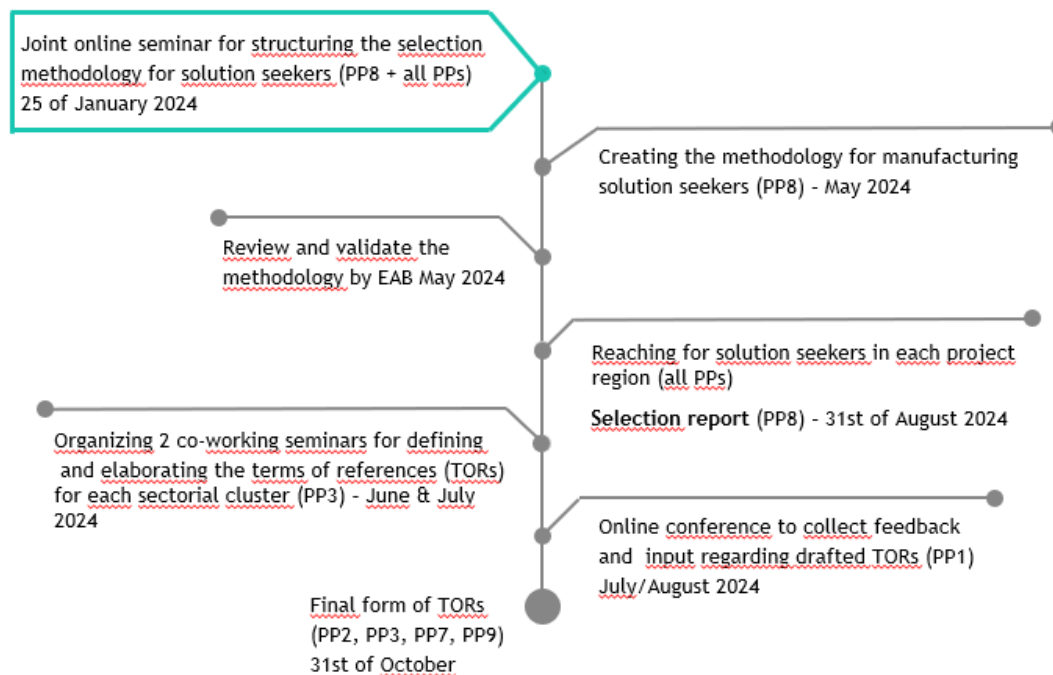 Joint online seminar for structuring the selection
methodology for solution seekers (PP8 + all PPs)
25 of January 2024
Creating the methodology for manufacturing
solution seekers (PP8) - May 2024
Review and validate the
methodology by EAB May 2024
Reaching for solution seekers in each project
region (all PPs)
Selection report (PP8) - 31st of August 2024
Organizing 2 co-working seminars for defining
and elaborating the terms of references (TORs)
for each sectorial cluster (PP3) - June & July
2024
Online conference to collect feedback
and input regarding drafted TORs (PP1)
July/August 2024
Final form of TORs
(PP2, PP3, PP7, PP9)
31st of October